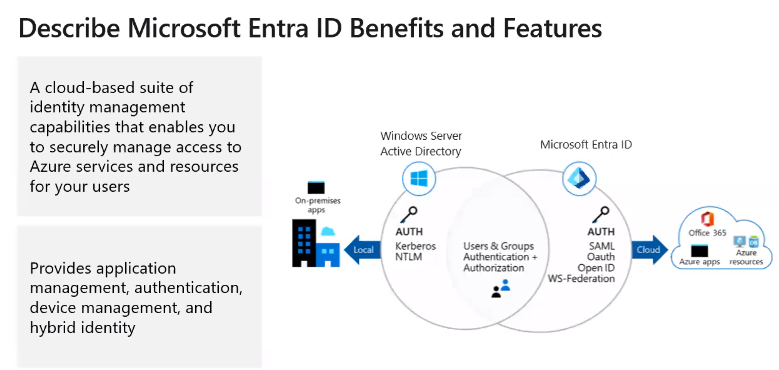 Describe Microsoft Entra ID Benefits and Features
A cloud-based suite of
identity management
capabilities that enables you
to securely manage access to
Azure services and resources
for your users
Provides application
management, authentication,
device management, and
hybrid identity
Windows Server
Active Directory
Microsoft Entra ID
On-premises
apps
Local
AUTH
Kerberos
NTLM
Users & Groups
Authentication +
Authorization
AUTH
SAML
Oauth
Open ID
WS-Federation
Cloud
Office 365
Azure apps
Azure
resources